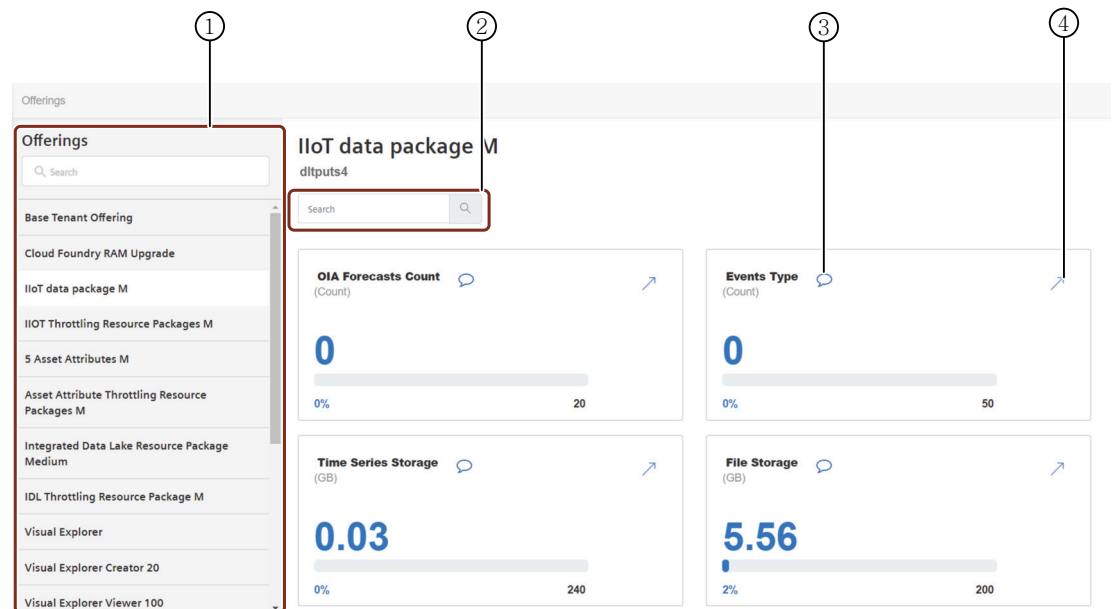 ① ② ③ ④
Offerings
Offerings
Search
Base Tenant Offering
Cloud Foundry RAM Upgrade
IIoT data package M
IIOT Throttling Resource Packages M
5 Asset Attributes M
Asset Attribute Throttling Resource
Packages M
Integrated Data Lake Resource Package
Medium
IDL Throttling Resource Package M
Visual Explorer
Visual Explorer Creator 20
Visual Explorer Viewer 100
IIoT data package M
dltputs4
Search
OIA Forecasts Count
(Count)
0
0% 20
Events Type
(Count)
0
0% 50
Time Series Storage
(GB)
0.03
0% 240
File Storage
(GB)
5.56
2% 200